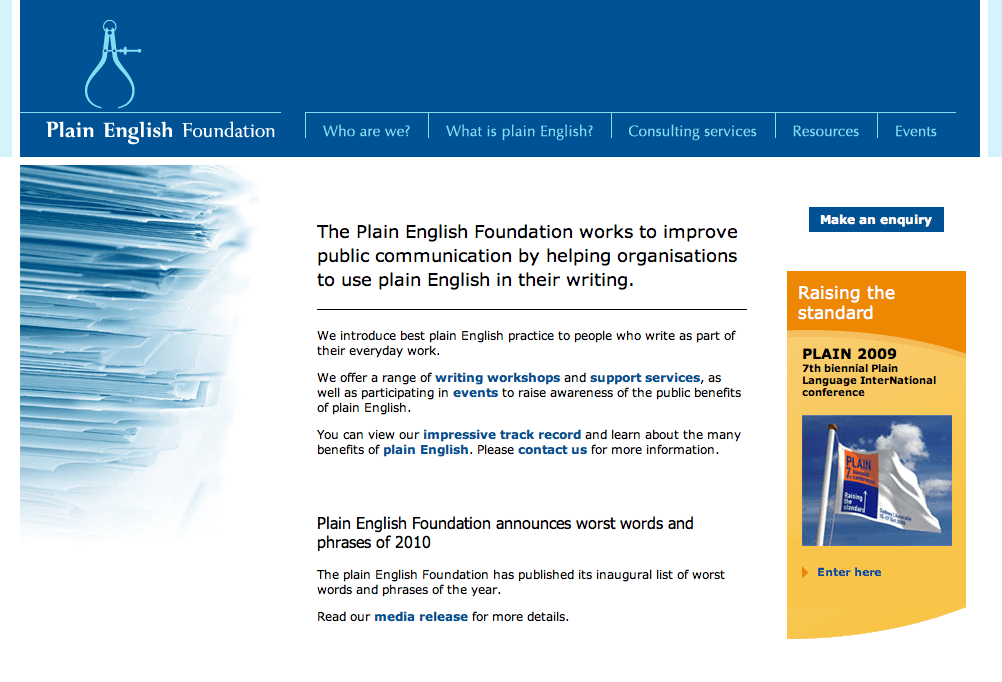 Plain English Foundation
Who are we?
What is plain English?
Consulting services
Resources
Events
The Plain English Foundation works to improve
public communication by helping organisations
to use plain English in their writing.
We introduce best plain English practice to people who write as part of
their everyday work.
We offer a range of writing workshops and support services, as
well as participating in events to raise awareness of the public benefits
of plain English.
You can view our impressive track record and learn about the many
benefits of plain English. Please contact us for more information.
Plain English Foundation announces worst words and
phrases of 2010
The plain English Foundation has published its inaugural list of worst
words and phrases of the year.
Read our media release for more details.
Make an enquiry
Raising the
standard
PLAIN 2009
7th biennial Plain
Language InterNational
conference
PLAIN
Raising
the
standard
Enter here